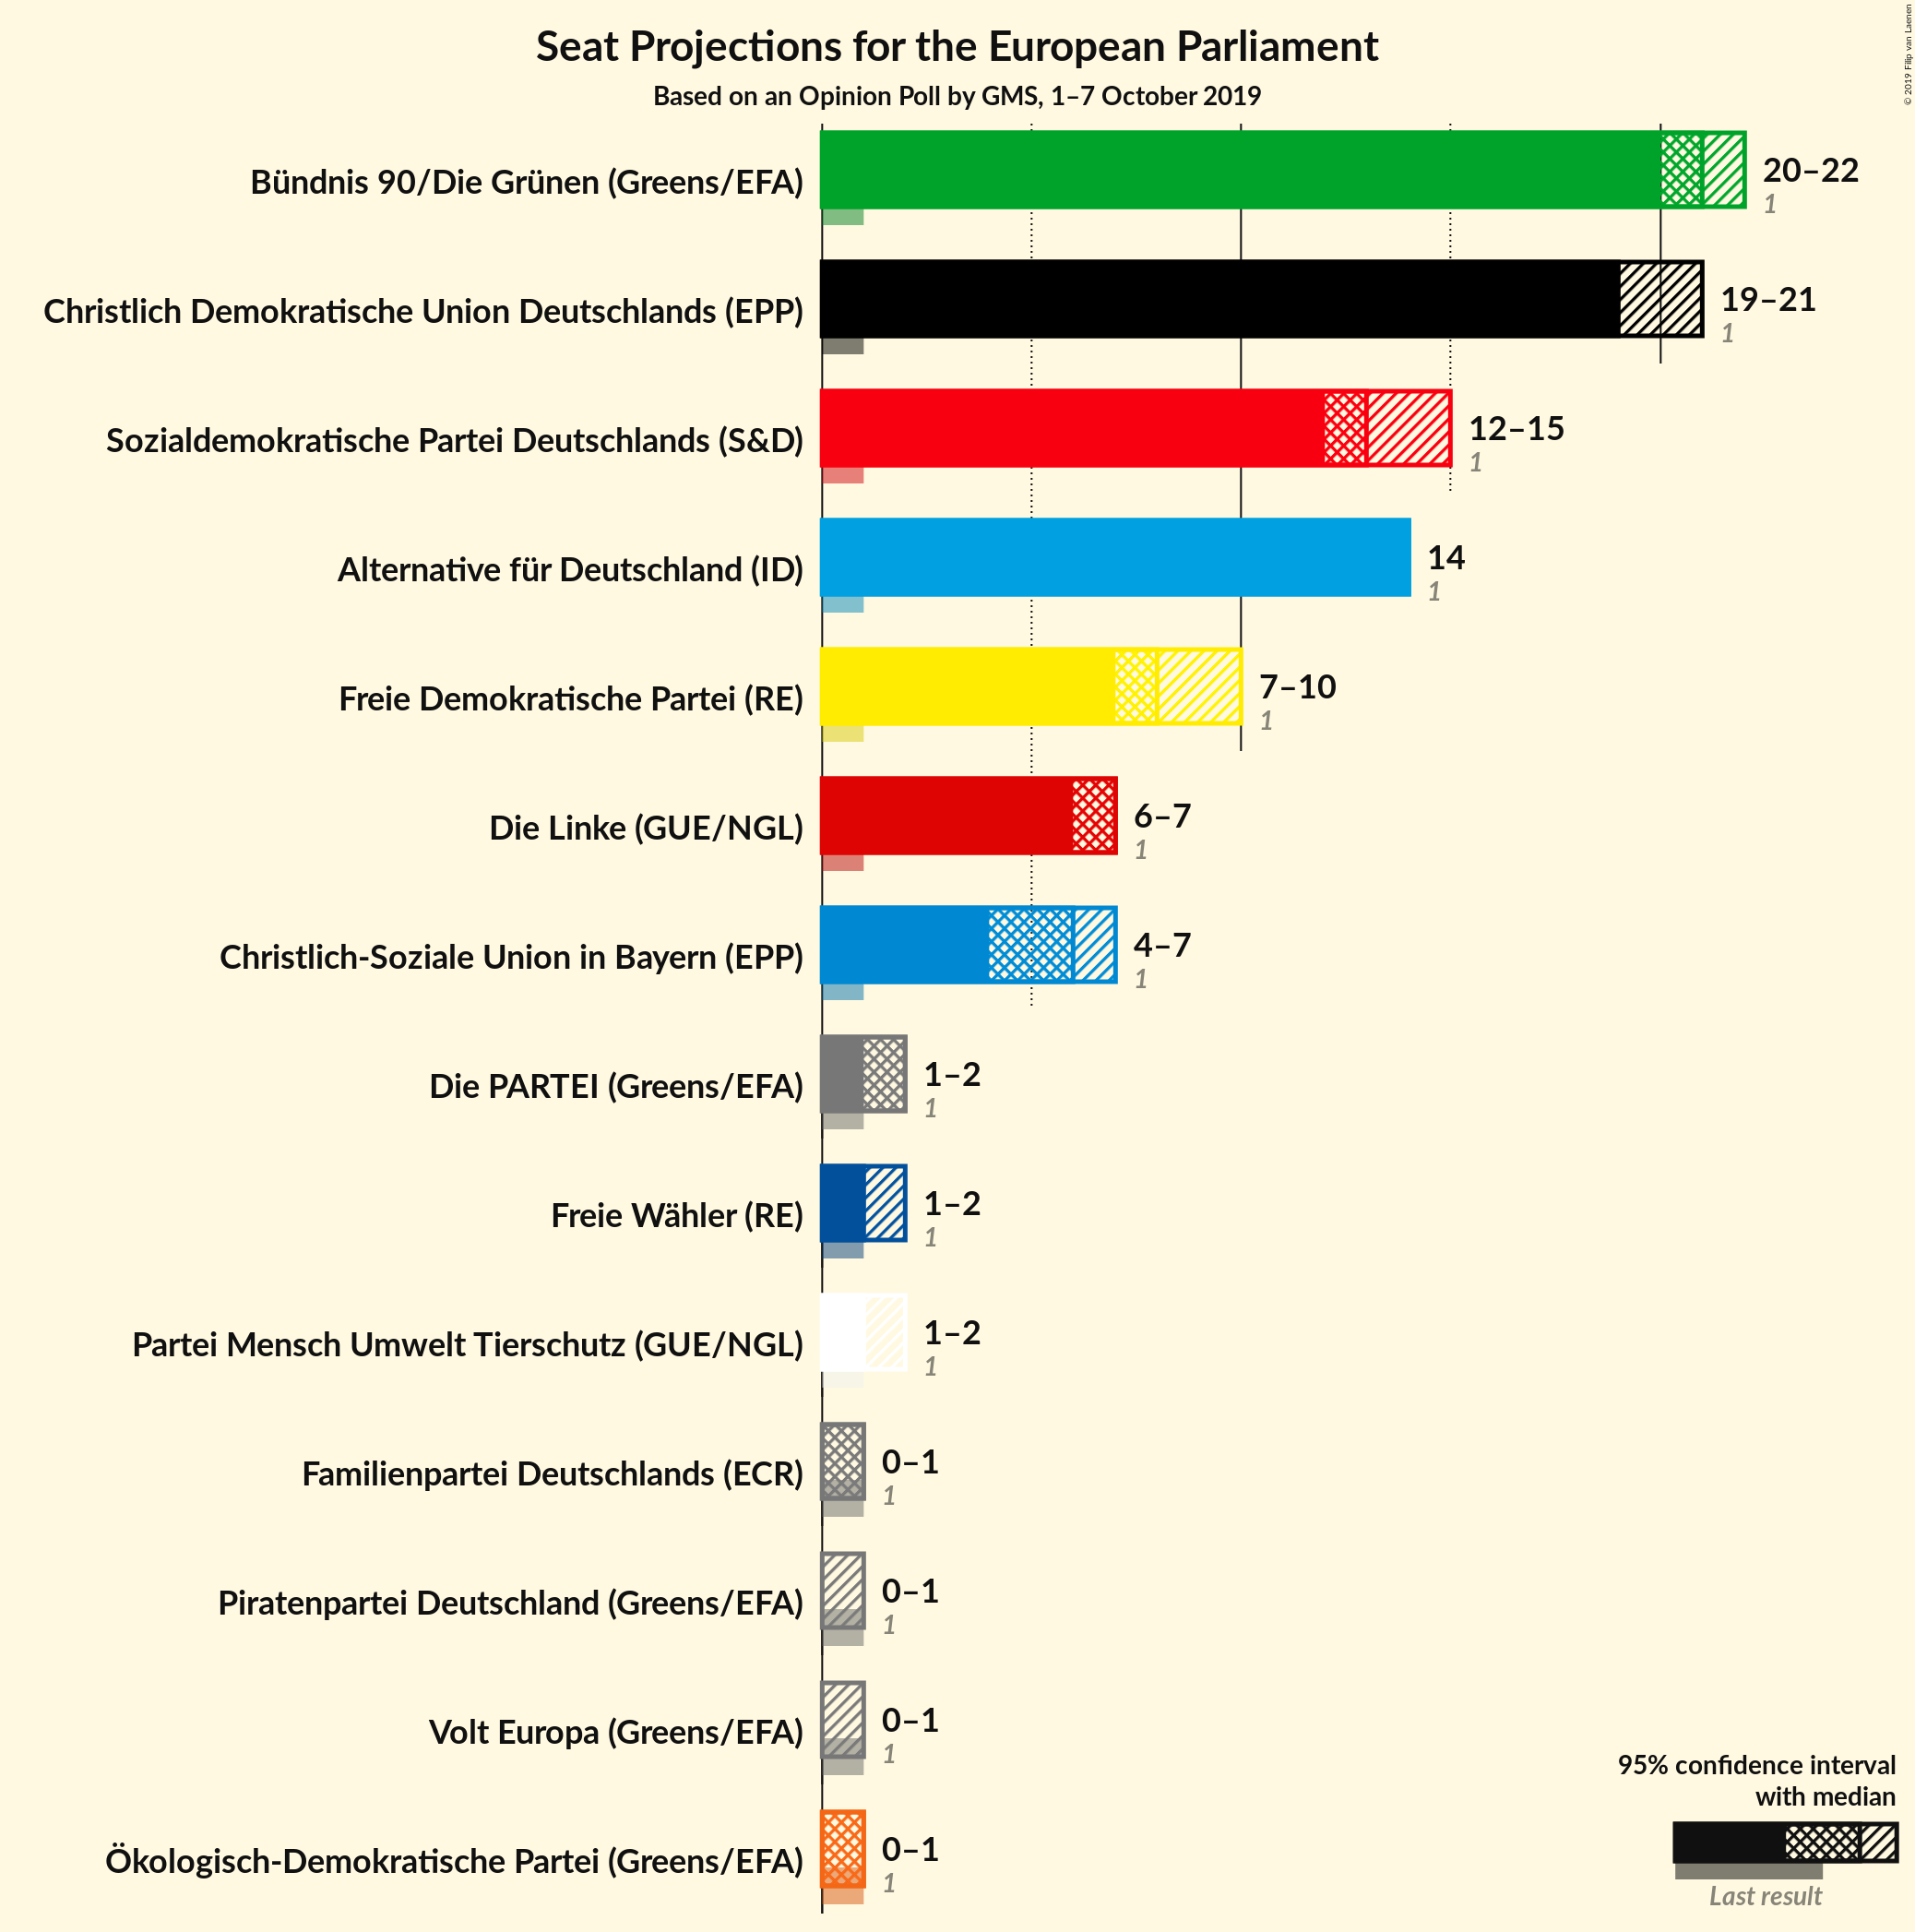 Seat Projections for the European Parliament
Based on an Opinion Poll by GMS, 1–7 October 2019
© 2019 Filip van Laenen
Bündnis 90/Die Grünen (Greens/EFA)
20–22
1
Christlich Demokratische Union Deutschlands (EPP)
19–21
1
Sozialdemokratische Partei Deutschlands (S&D)
12–15
1
Alternative für Deutschland (ID)
14
1
Freie Demokratische Partei (RE)
7–10
1
Die Linke (GUE/NGL)
6–7
1
Christlich-Soziale Union in Bayern (EPP)
4–7
1
Die PARTEI (Greens/EFA)
1–2
1
Freie Wähler (RE)
1–2
1
Partei Mensch Umwelt Tierschutz (GUE/NGL)
1–2
1
Familienpartei Deutschlands (ECR)
0–1
1
Piratenpartei Deutschland (Greens/EFA)
0–1
1
Volt Europa (Greens/EFA)
0–1
1
Ökologisch-Demokratische Partei (Greens/EFA)
0–1
1
95% confidence interval
with median
Last result